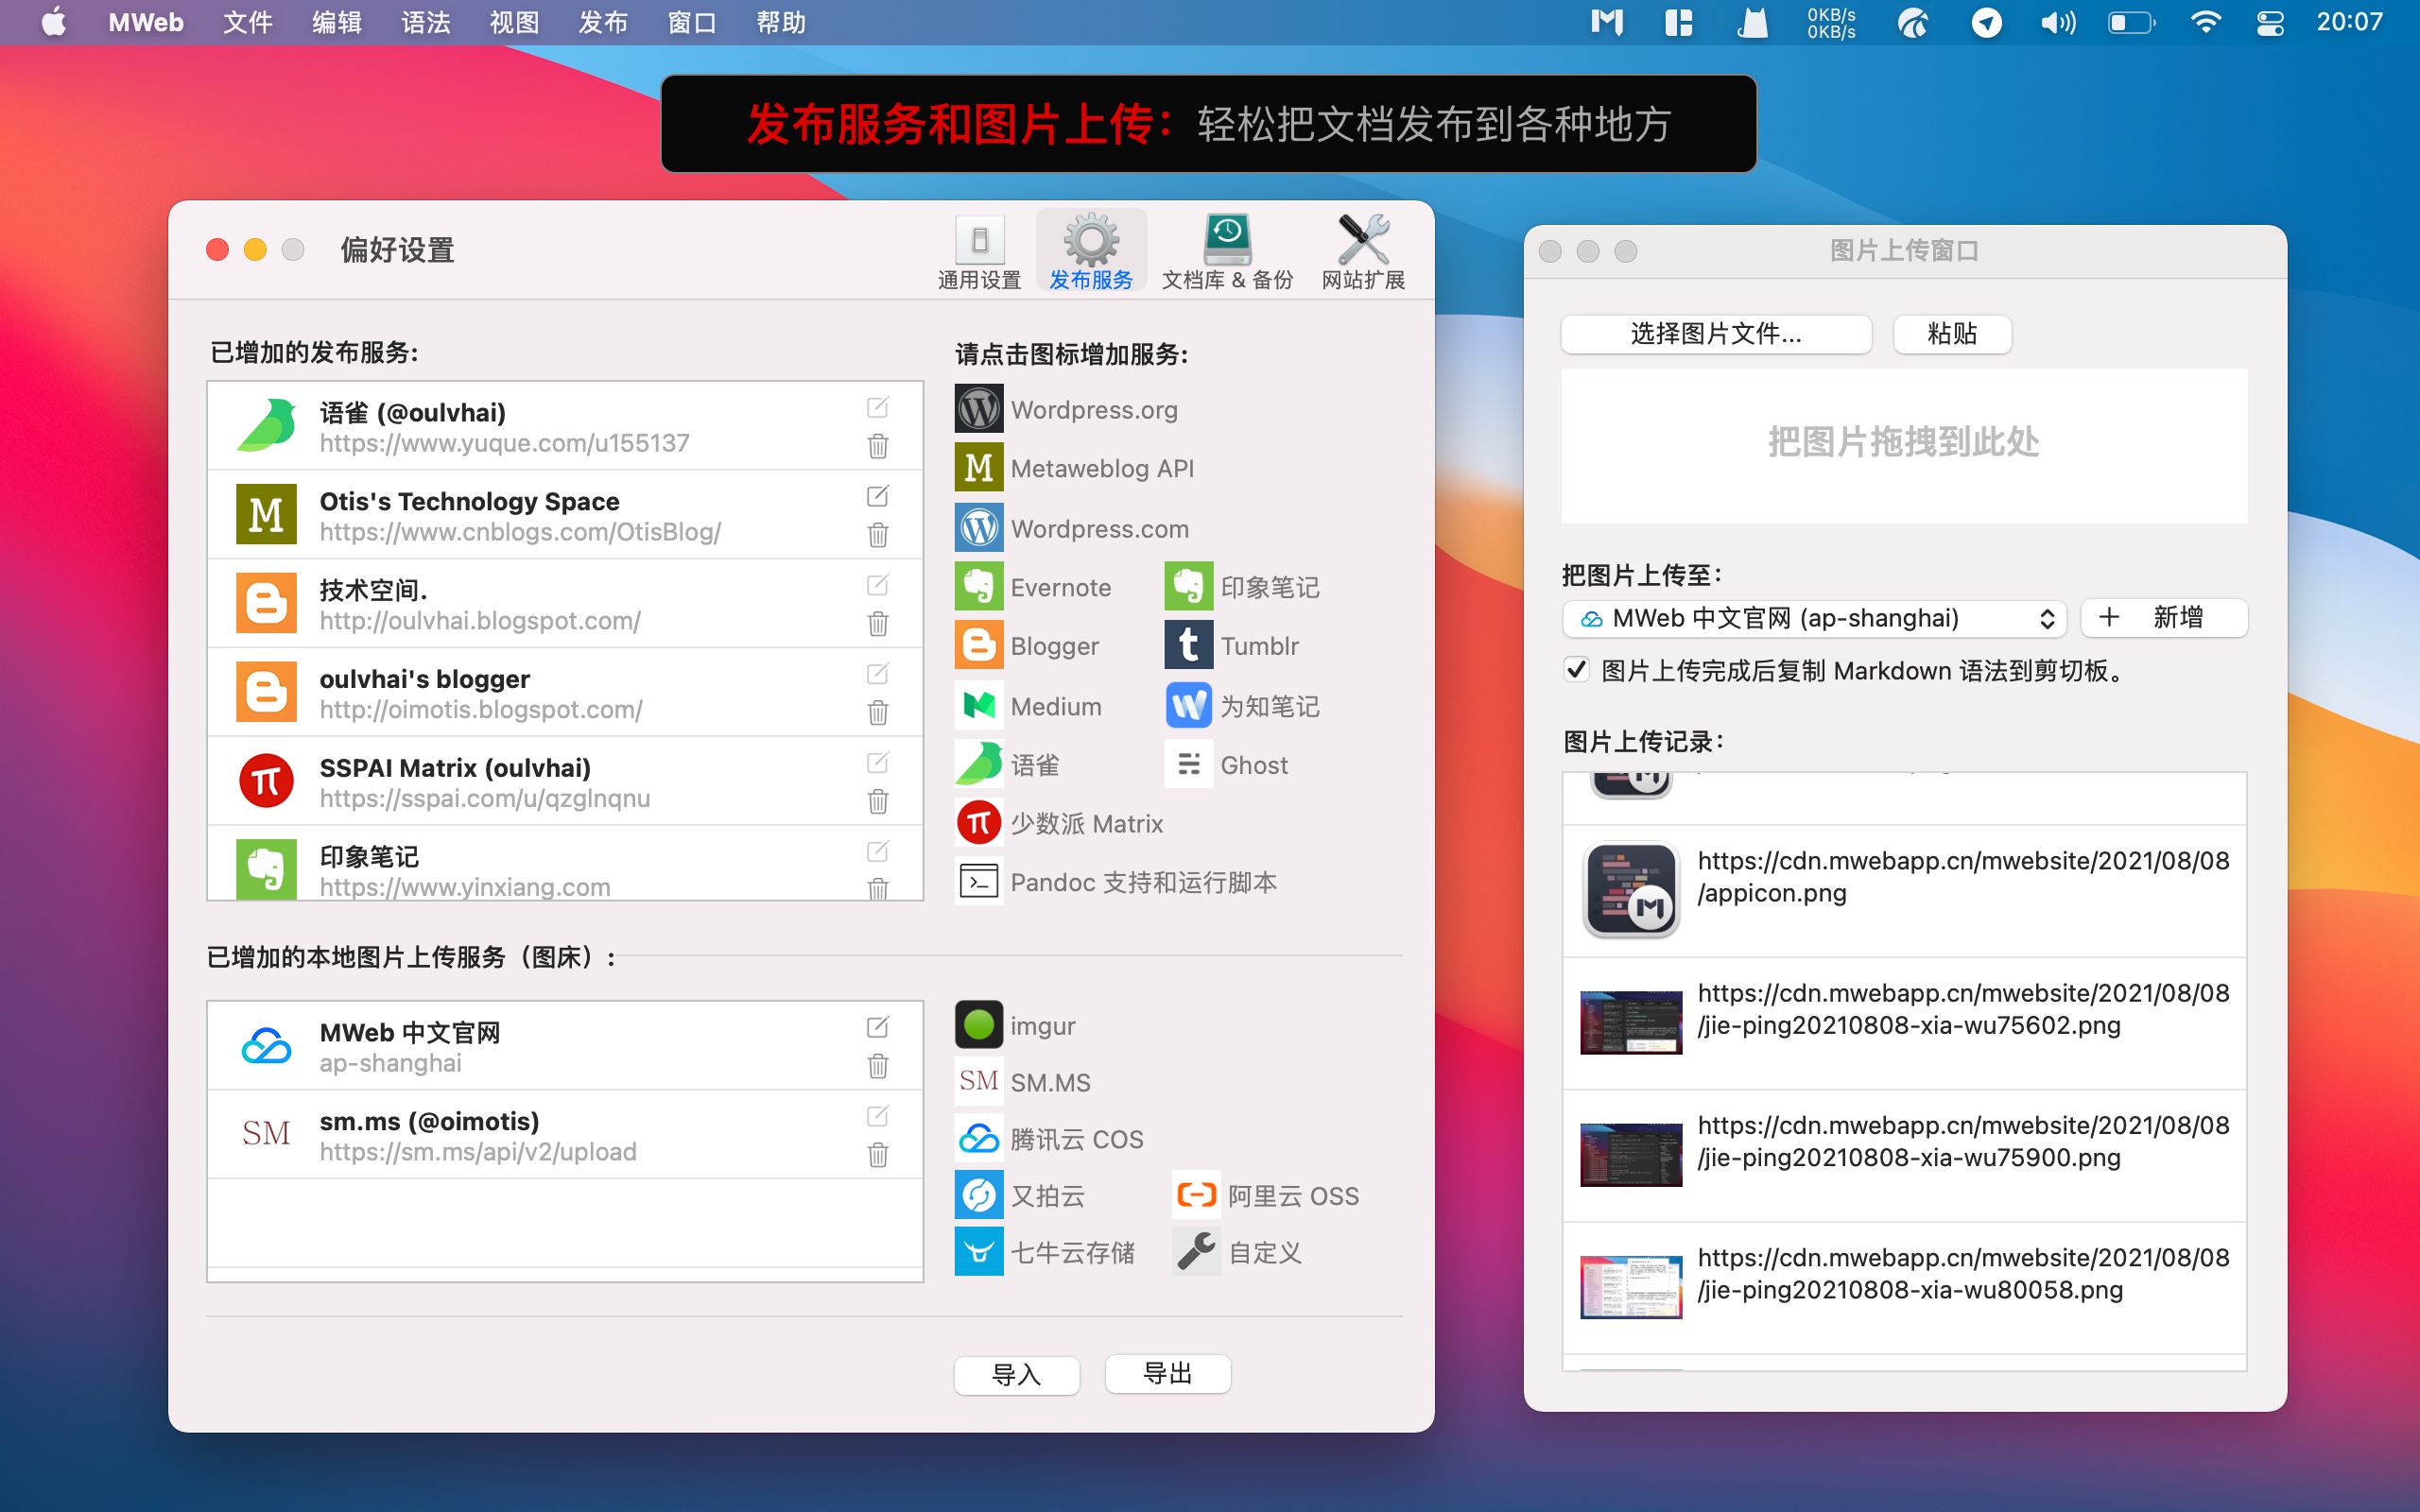 MWeb 文件 编辑 语法 视图 发布 窗口 帮助 0KB/s 20:07
0KB/s
发布服务和图片上传：轻松把文档发布到各种地方
偏好设置
通用设置 发布服务 文档库 & 备份 网站扩展
已增加的发布服务:
语雀 (@oulvhai)
https://www.yuque.com/u155137
M
Otis's Technology Space
https://www.cnblogs.com/OtisBlog/
技术空间.
http://oulvhai.blogspot.com/
oulvhai's blogger
http://oimotis.blogspot.com/
SSPAI Matrix (oulvhai)
https://sspai.com/u/qzglnqnu
印象笔记
https://www.yinxiang.com
请点击图标增加服务:
Wordpress.org
M Metaweblog API
Wordpress.com
Evernote 印象笔记
Blogger Tumblr
Medium 为知笔记
语雀 Ghost
少数派 Matrix
Pandoc 支持和运行脚本
已增加的本地图片上传服务（图床）:
MWeb 中文官网
ap-shanghai
SM
sm.ms (@oimotis)
https://sm.ms/api/v2/upload
imgur
SM SM.MS
腾讯云 COS
又拍云 阿里云 OSS
七牛云存储 自定义
导入 导出
图片上传窗口
选择图片文件... 粘贴
把图片拖拽到此处
把图片上传至：
MWeb 中文官网 (ap-shanghai) 新增
图片上传完成后复制 Markdown 语法到剪切板。
图片上传记录：
https://cdn.mwebapp.cn/mwebsite/2021/08/08
/appicon.png
https://cdn.mwebapp.cn/mwebsite/2021/08/08
/jie-ping20210808-xia-wu75602.png
https://cdn.mwebapp.cn/mwebsite/2021/08/08
/jie-ping20210808-xia-wu75900.png
https://cdn.mwebapp.cn/mwebsite/2021/08/08
/jie-ping20210808-xia-wu80058.png